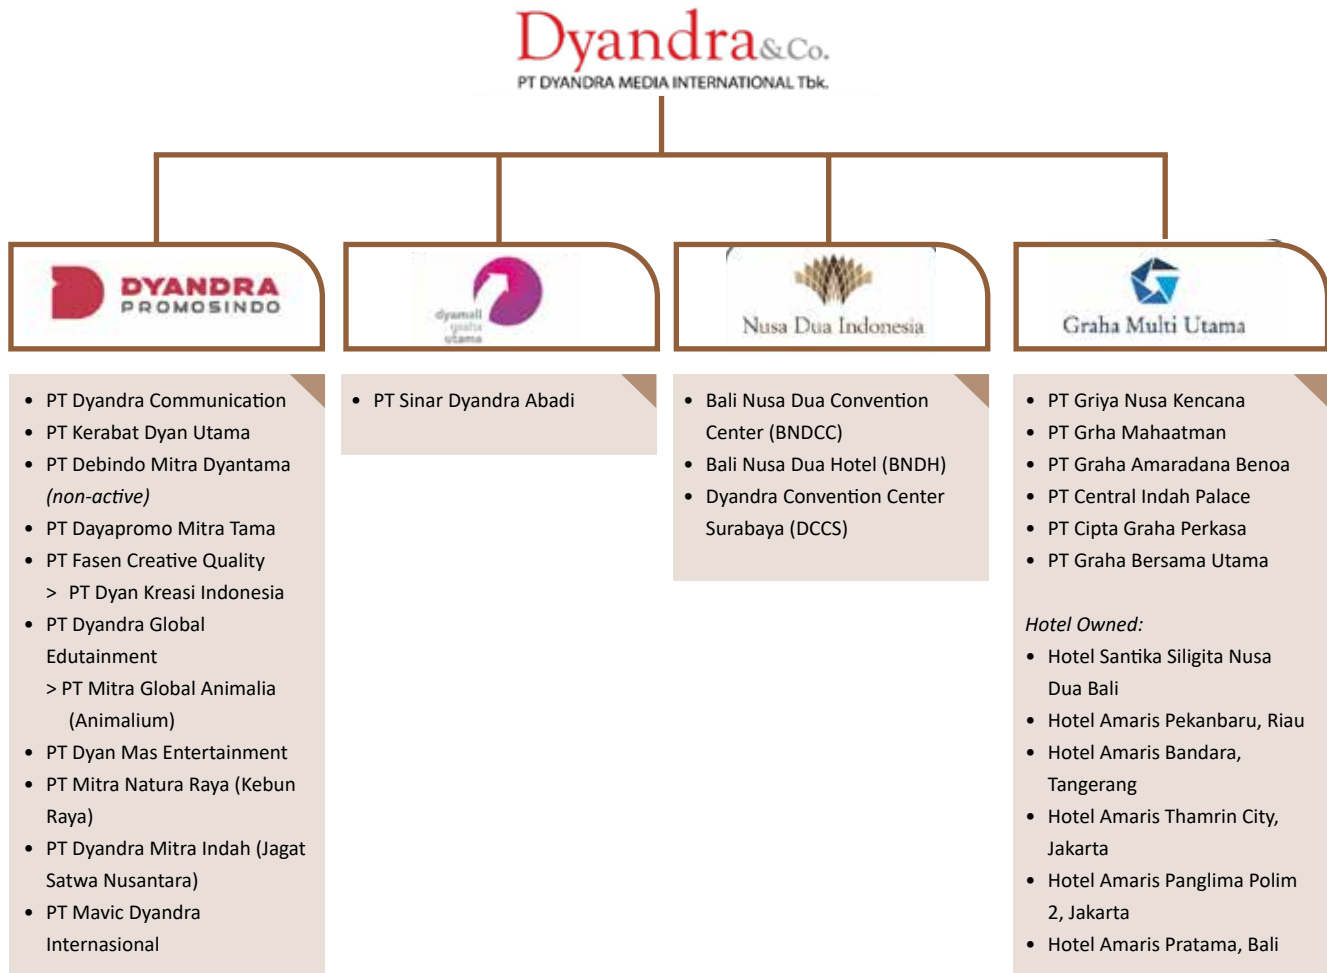 Dyandra&Co.
PT DYANDRA MEDIA INTERNATIONAL Tbk.
DYANDRA
PROMOSINDO
dyamall
graha
utama
Nusa Dua Indonesia
Graha Multi Utama
• PT Dyandra Communication
• PT Kerabat Dyan Utama
• PT Debindo Mitra Dyantama
(non-active)
• PT Dayapromo Mitra Tama
• PT Fasen Creative Quality
> PT Dyan Kreasi Indonesia
• PT Dyandra Global
Edutainment
> PT Mitra Global Animalia
(Animalium)
• PT Dyan Mas Entertainment
• PT Mitra Natura Raya (Kebun
Raya)
• PT Dyandra Mitra Indah (Jagat
Satwa Nusantara)
• PT Mavic Dyandra
Internasional
• PT Sinar Dyandra Abadi
• Bali Nusa Dua Convention
Center (BNDCC)
• Bali Nusa Dua Hotel (BNDH)
• Dyandra Convention Center
Surabaya (DCCS)
• PT Griya Nusa Kencana
• PT Grha Mahaatman
• PT Graha Amaradana Benoa
• PT Central Indah Palace
• PT Cipta Graha Perkasa
• PT Graha Bersama Utama
Hotel Owned:
• Hotel Santika Siligita Nusa
Dua Bali
• Hotel Amaris Pekanbaru, Riau
• Hotel Amaris Bandara,
Tangerang
• Hotel Amaris Thamrin City,
Jakarta
• Hotel Amaris Panglima Polim
2, Jakarta
• Hotel Amaris Pratama, Bali